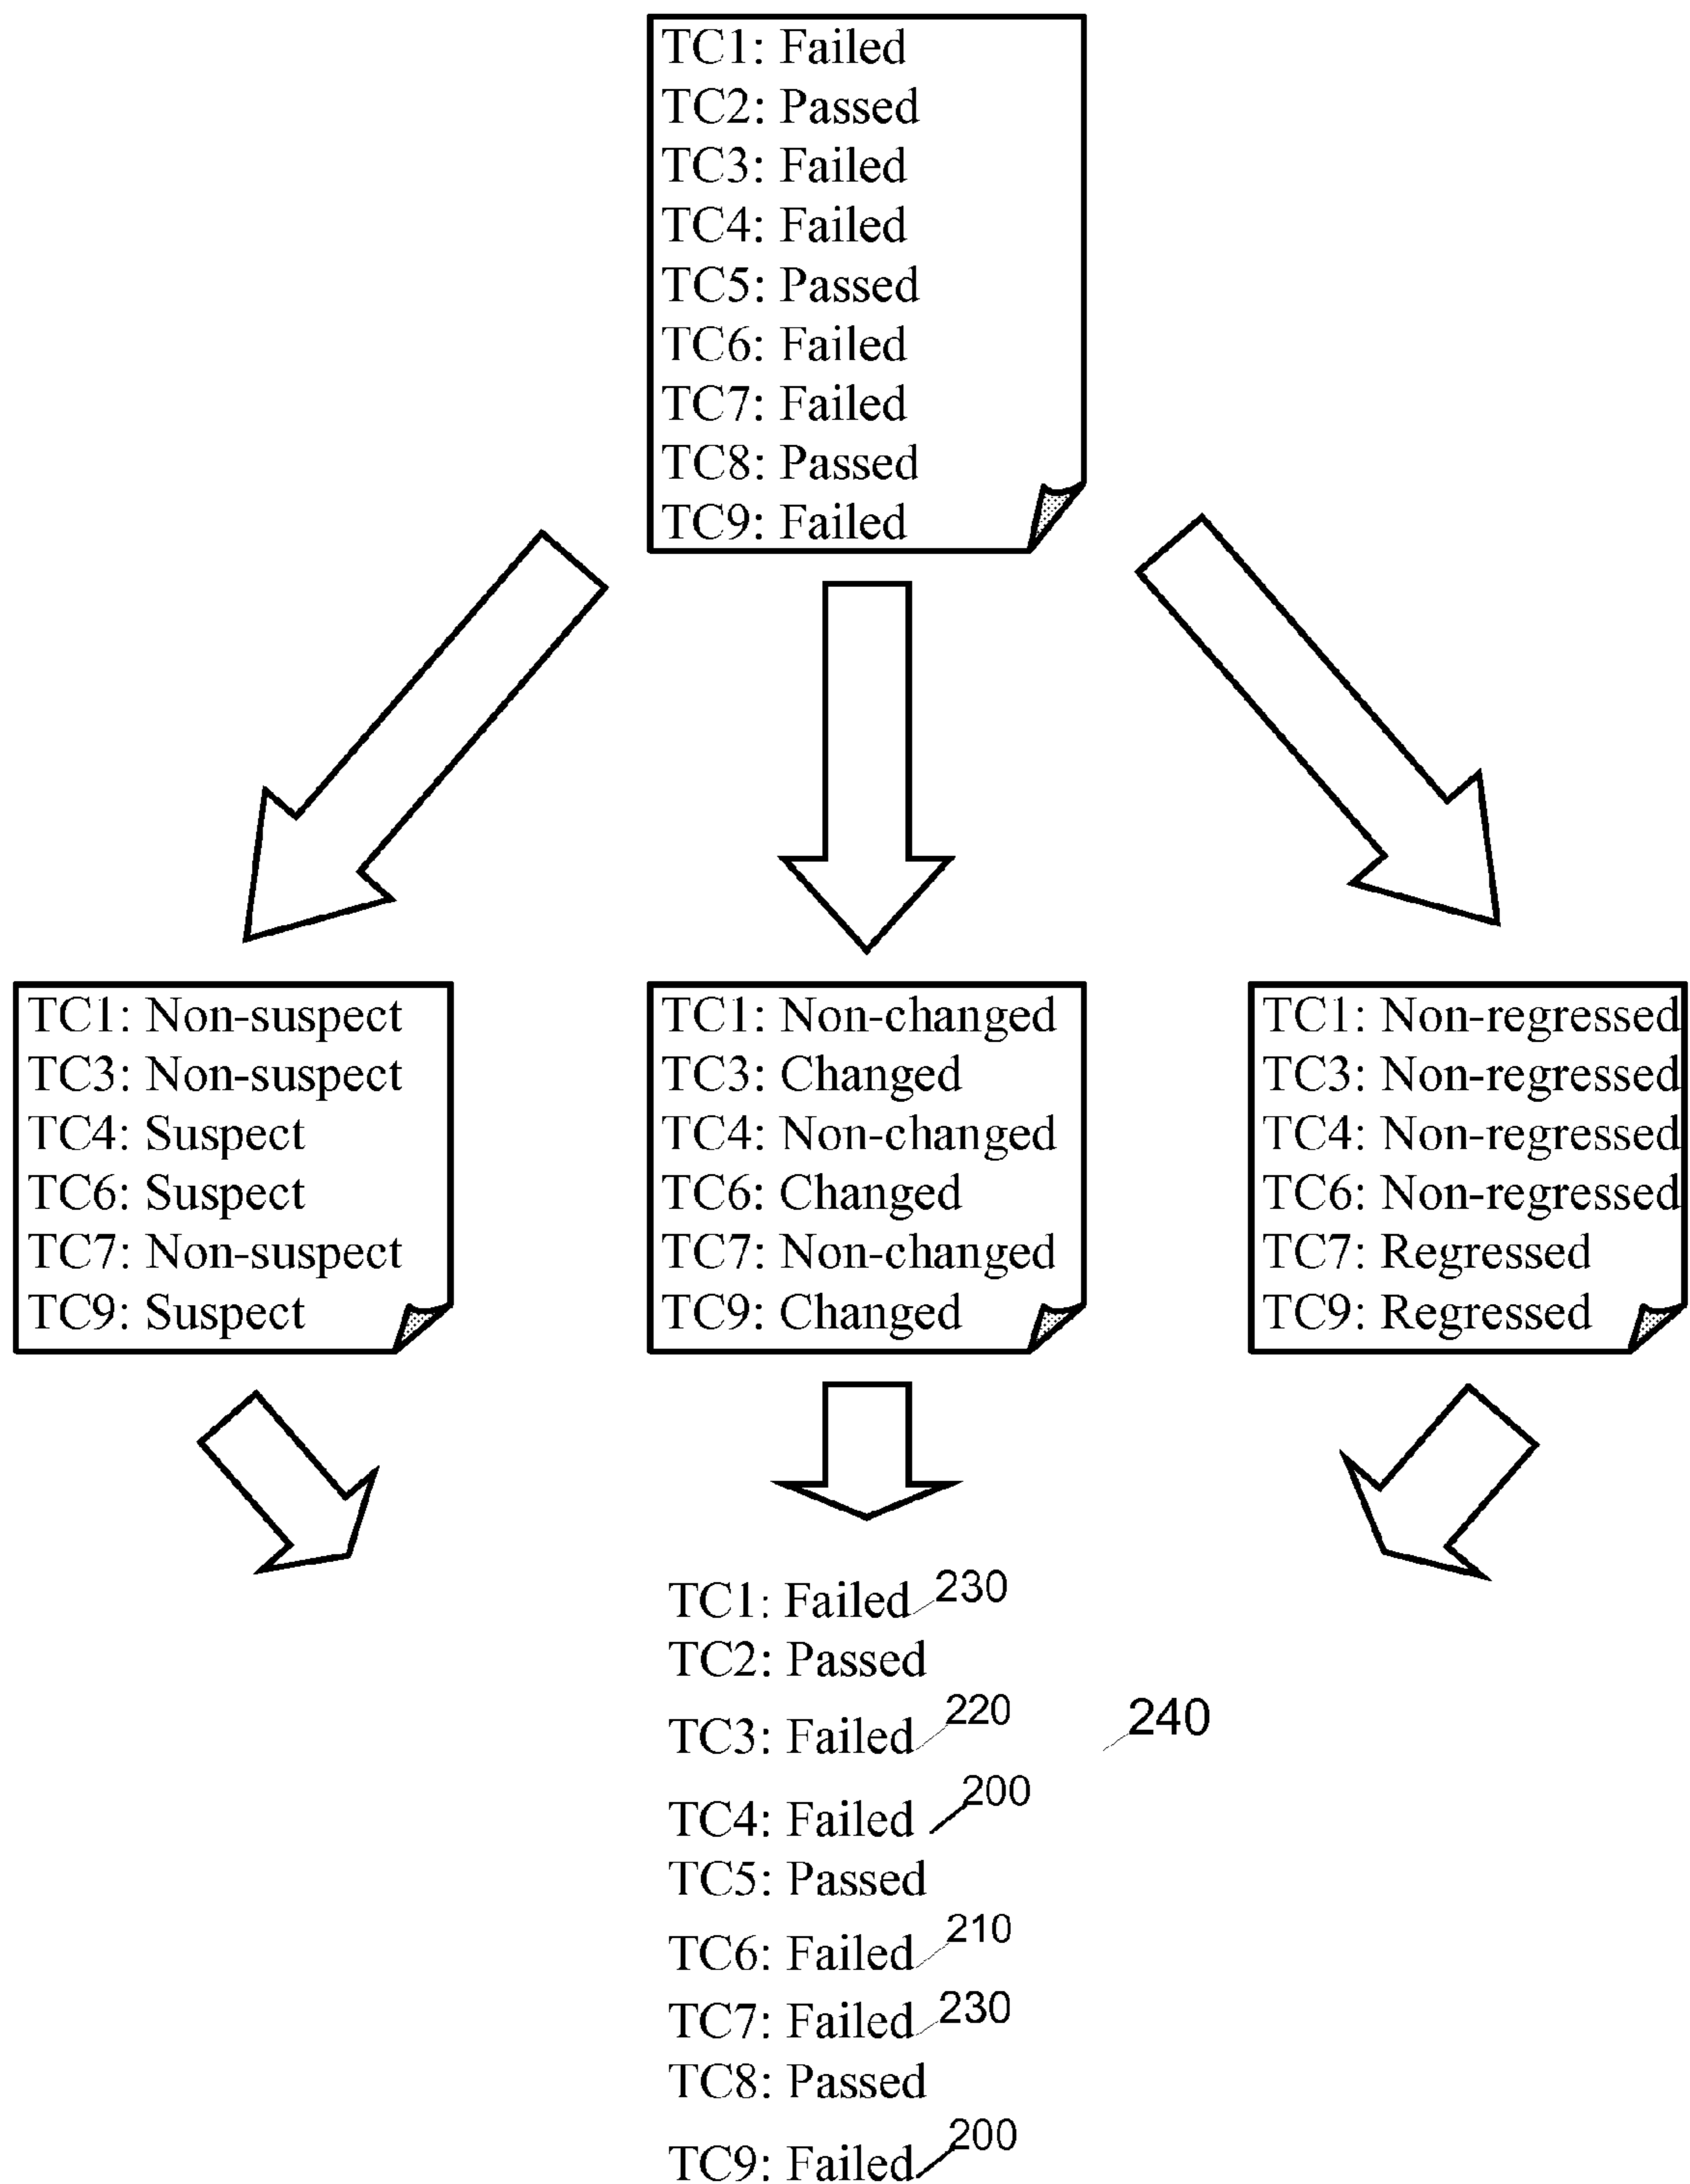 TC1: Failed
TC2: Passed
TC3: Failed
TC4: Failed
TC5: Passed
TC6: Failed
TC7: Failed
TC8: Passed
TC9: Failed
TC1: Non-suspect
TC3: Non-suspect
TC4: Suspect
TC6: Suspect
TC7: Non-suspect
TC9: Suspect
TC1: Non-changed
TC3: Changed
TC4: Non-changed
TC6: Changed
TC7: Non-changed
TC9: Changed
TC1: Non-regressed
TC3: Non-regressed
TC4: Non-regressed
TC6: Non-regressed
TC7: Regressed
TC9: Regressed
TC1: Failed 230
TC2: Passed
TC3: Failed 220
240
TC4: Failed 200
TC5: Passed
TC6: Failed 210
TC7: Failed 230
TC8: Passed
TC9: Failed 200